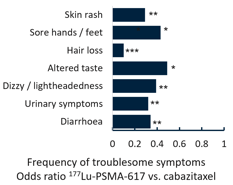 Skin rash **
Sore hands / feet *
Hair loss ***
Altered taste *
Dizzy / lightheadedness **
Urinary symptoms **
Diarrhoea **
0 0.2 0.4 0.6 0.8 1
Frequency of troublesome symptoms
Odds ratio ¹⁷⁷Lu-PSMA-617 vs. cabazitaxel